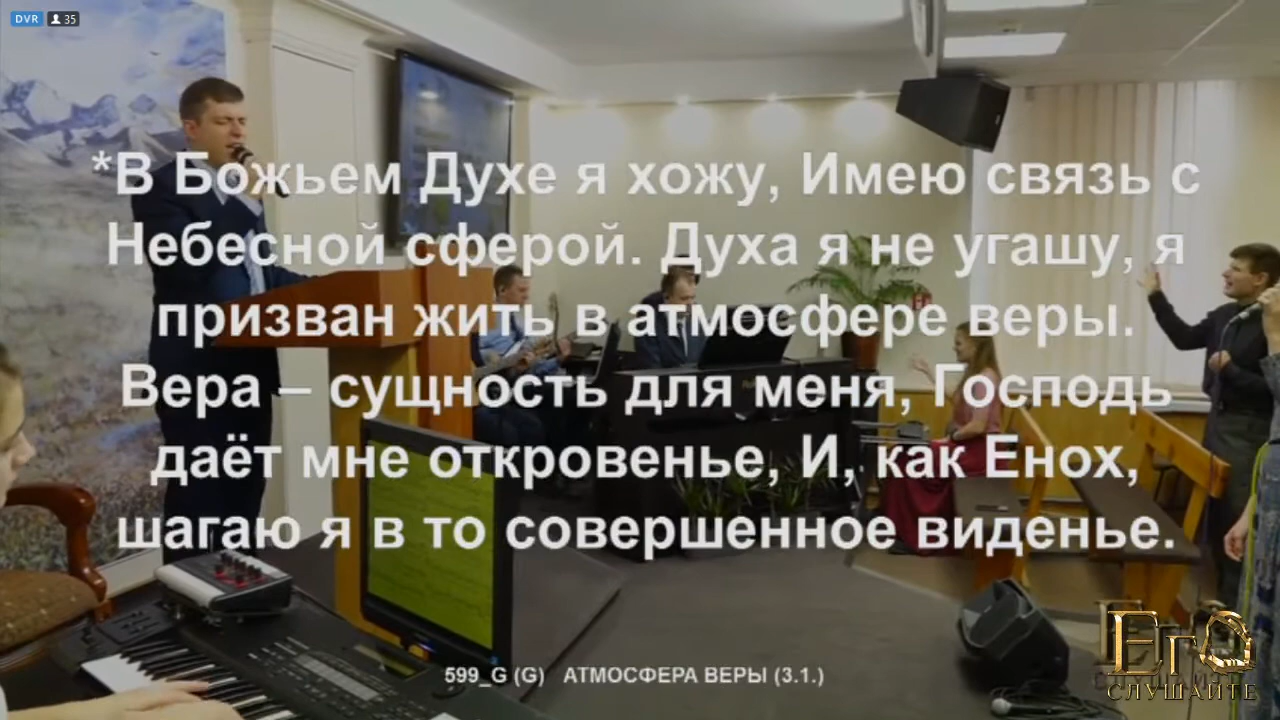 DVR 35
*В Божьем Духе я хожу, Имею связь с
Небесной сферой. Духа я не угашу, я
призван жить в атмосфере веры.
Вера – сущность для меня, Господь
даёт мне откровенье, И, как Енох,
шагаю я в то совершенное виденье.
599_G (G) АТМОСФЕРА ВЕРЫ (3.1.)
ЕГО
СЛУШАЙТЕ